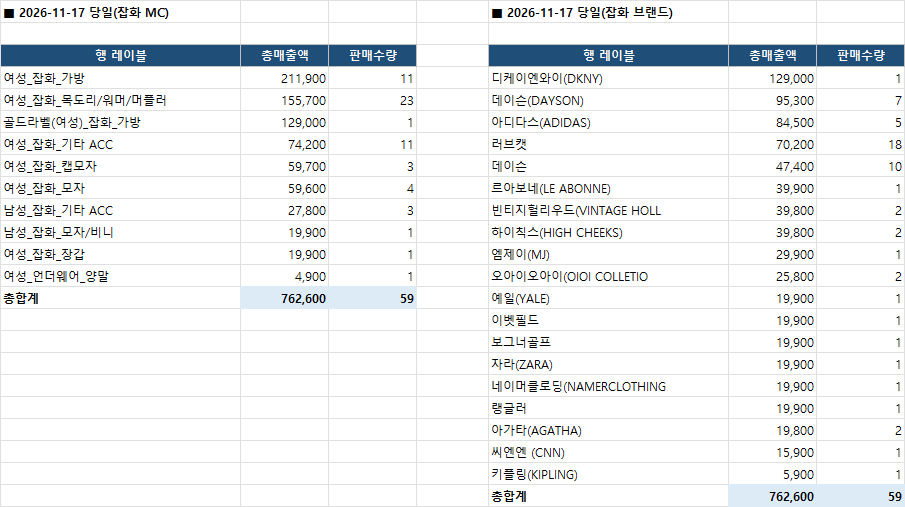 ■ 2026-11-17 당일(잡화 MC)
행 레이블 총매출액 판매수량
여성_잡화_가방 211,900 11
여성_잡화_목도리/워머/머플러 155,700 23
골드라벨(여성)_잡화_가방 129,000 1
여성_잡화_기타 ACC 74,200 11
여성_잡화_캡모자 59,700 3
여성_잡화_모자 59,600 4
남성_잡화_기타 ACC 27,800 3
남성_잡화_모자/비니 19,900 1
여성_잡화_장갑 19,900 1
여성_언더웨어_양말 4,900 1
총합계 762,600 59
■ 2026-11-17 당일(잡화 브랜드)
행 레이블 총매출액 판매수량
디케이엔와이(DKNY) 129,000 1
데이슨(DAYSON) 95,300 7
아디다스(ADIDAS) 84,500 5
러브캣 70,200 18
데이슨 47,400 10
르아보네(LE ABONNE) 39,900 1
빈티지헐리우드(VINTAGE HOLL 39,800 2
하이칙스(HIGH CHEEKS) 39,800 2
엠제이(MJ) 29,900 1
오아이오아이(OIOI COLLETIO 25,800 2
예일(YALE) 19,900 1
이벳필드 19,900 1
보그너골프 19,900 1
자라(ZARA) 19,900 1
네이머클로딩(NAMERCLOTHING 19,900 1
랭글러 19,900 1
아가타(AGATHA) 19,800 2
씨엔엔 (CNN) 15,900 1
키플링(KIPLING) 5,900 1
총합계 762,600 59